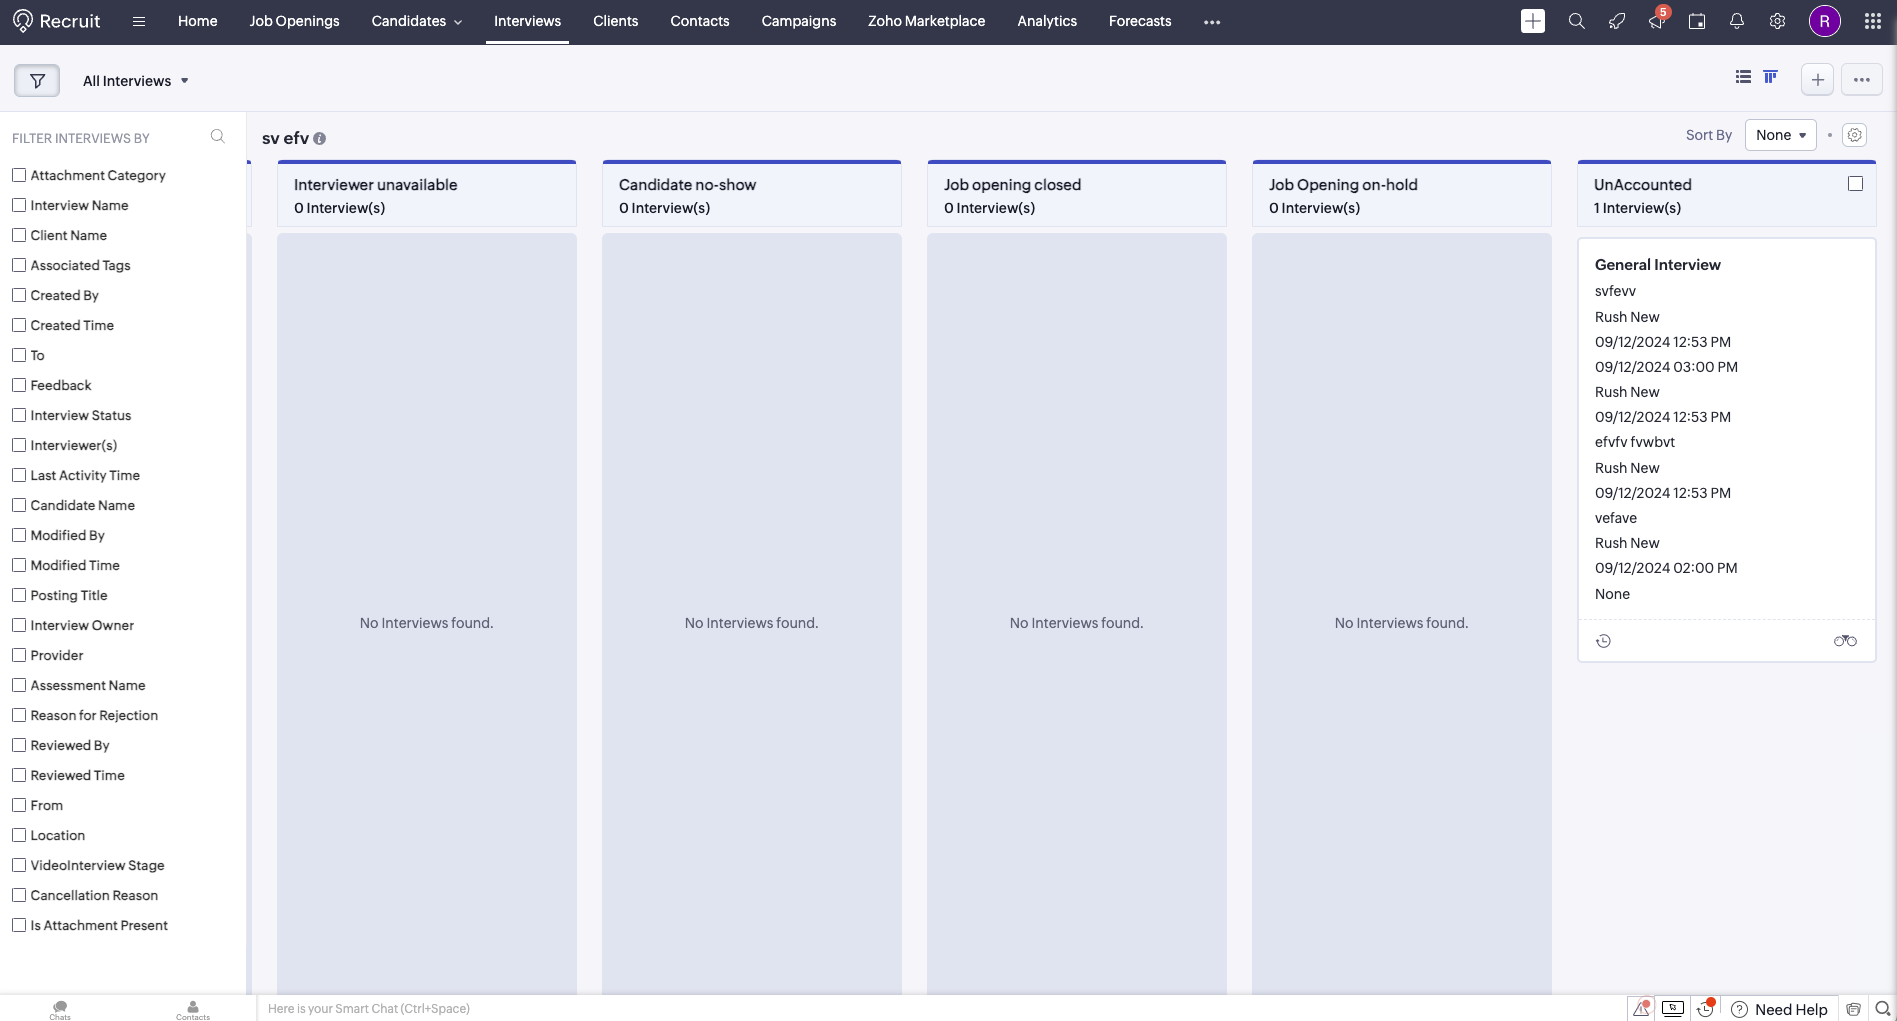 Recruit
Home
Job Openings
Candidates
Interviews
Clients
Contacts
Campaigns
Zoho Marketplace
Analytics
Forecasts
5
R
All Interviews
FILTER INTERVIEWS BY
Attachment Category
Interview Name
Client Name
Associated Tags
Created By
Created Time
To
Feedback
Interview Status
Interviewer(s)
Last Activity Time
Candidate Name
Modified By
Modified Time
Posting Title
Interview Owner
Provider
Assessment Name
Reason for Rejection
Reviewed By
Reviewed Time
From
Location
VideoInterview Stage
Cancellation Reason
Is Attachment Present
sv efv
Sort By
None
Interviewer unavailable
0 Interview(s)
No Interviews found.
Candidate no-show
0 Interview(s)
No Interviews found.
Job opening closed
0 Interview(s)
No Interviews found.
Job Opening on-hold
0 Interview(s)
No Interviews found.
UnAccounted
1 Interview(s)
General Interview
svfevv
Rush New
09/12/2024 12:53 PM
09/12/2024 03:00 PM
Rush New
09/12/2024 12:53 PM
efvfv fvwbvt
Rush New
09/12/2024 12:53 PM
vefave
Rush New
09/12/2024 02:00 PM
None
Chats
Contacts
Here is your Smart Chat (Ctrl+Space)
Need Help